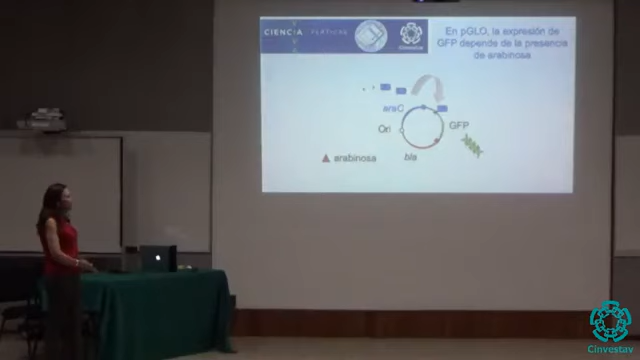 CIENCIA
Cinvestav
En pGLO, la expresión de
GFP depende de la presencia
de arabinosa
araC
Ori
GFP
arabinosa
bla
Cinvestav